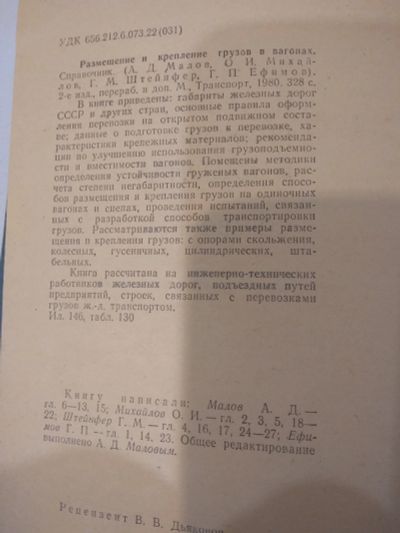 УДК 656.212.6.073.22(031)
Размещение и крепление грузов в вагонах.
Справочник. (А. Д. Малов, О. И. Михай-
лов, Г. М. Штейнфер, Г. П. Ефимов).
2-е изд., перераб. и доп. М., Транспорт, 1980. 328 с.
В книге приведены: габариты железных дорог
СССР и других стран, основные правила оформ-
ления перевозки на открытом подвижном соста-
ве; данные о подготовке грузов к перевозке, ха-
рактеристика крепежных материалов; рекоменда-
ции по улучшению использования грузоподъемно-
сти и вместимости вагонов. Помещены методики
определения устойчивости груженых вагонов, рас-
чета степени негабаритности, определения спосо-
бов размещения и крепления грузов на одиночных
вагонах и сцепах, проведения испытаний, связан-
ных с разработкой способов транспортировки
грузов. Рассматриваются также примеры разме-
щения и крепления грузов: с опорами скольжения,
колесных, гусеничных, цилиндрических, шта-
бельных.
Книга рассчитана на инженерно-технических
работников железных дорог, подъездных путей
предприятий, строек, связанных с перевозками
грузов ж.-д. транспортом.
Ил. 146, табл. 130
Книгу написали: Малов А. Д. —
гл. 6—13, 15; Михайлов О. И. — гл. 2, 3, 5, 18—
22; Штейнфер Г. М. — гл. 4, 16, 17, 24—27; Ефи-
мов Г. П — гл. 1, 14, 23. Общее редактирование
выполнено А. Д. Маловым.
Рецензент В. В.